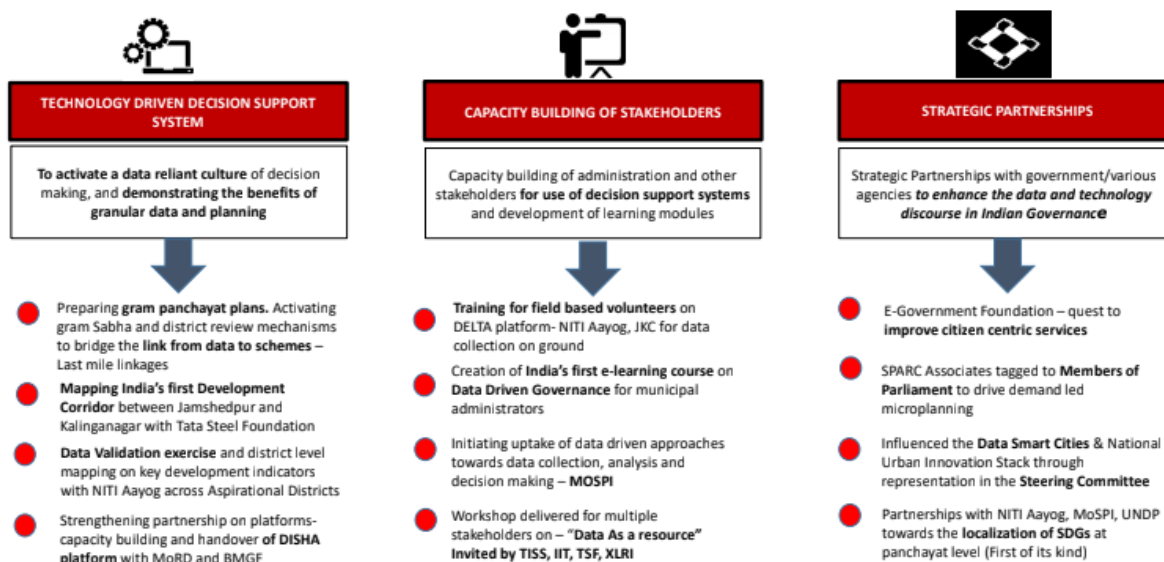 TECHNOLOGY DRIVEN DECISION SUPPORT
SYSTEM
To activate a data reliant culture of decision
making, and demonstrating the benefits of
granular data and planning
Preparing gram panchayat plans. Activating
gram Sabha and district review mechanisms
to bridge the link from data to schemes –
Last mile linkages
Mapping India's first Development
Corridor between Jamshedpur and
Kalinganagar with Tata Steel Foundation
Data Validation exercise and district level
mapping on key development indicators
with NITI Aayog across Aspirational Districts
Strengthening partnership on platforms-
capacity building and handover of DISHA
platform with MoRD and BMGF
CAPACITY BUILDING OF STAKEHOLDERS
Capacity building of administration and other
stakeholders for use of decision support systems
and development of learning modules
Training for field based volunteers on
DELTA platform- NITI Aayog, JKC for data
collection on ground
Creation of India's first e-learning course on
Data Driven Governance for municipal
administrators
Initiating uptake of data driven approaches
towards data collection, analysis and
decision making – MOSPI
Workshop delivered for multiple
stakeholders on – "Data As a resource"
Invited by TISS, IIT, TSF, XLRI
STRATEGIC PARTNERSHIPS
Strategic Partnerships with government/various
agencies to enhance the data and technology
discourse in Indian Governance
E-Government Foundation – quest to
improve citizen centric services
SPARC Associates tagged to Members of
Parliament to drive demand led
microplanning
Influenced the Data Smart Cities & National
Urban Innovation Stack through
representation in the Steering Committee
Partnerships with NITI Aayog, MoSPI, UNDP
towards the localization of SDGs at
panchayat level (First of its kind)